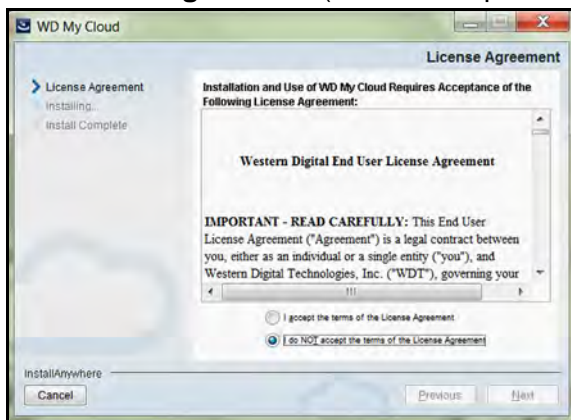 WD My Cloud
License Agreement
License Agreement
Installing...
Install Complete
Installation and Use of WD My Cloud Requires Acceptance of the
Following License Agreement:
Western Digital End User License Agreement
IMPORTANT - READ CAREFULLY: This End User
License Agreement ("Agreement") is a legal contract between
you, either as an individual or a single entity ("you"), and
Western Digital Technologies, Inc. ("WDT"), governing your
I accept the terms of the License Agreement
I do NOT accept the terms of the License Agreement
InstallAnywhere
Cancel
Previous
Next